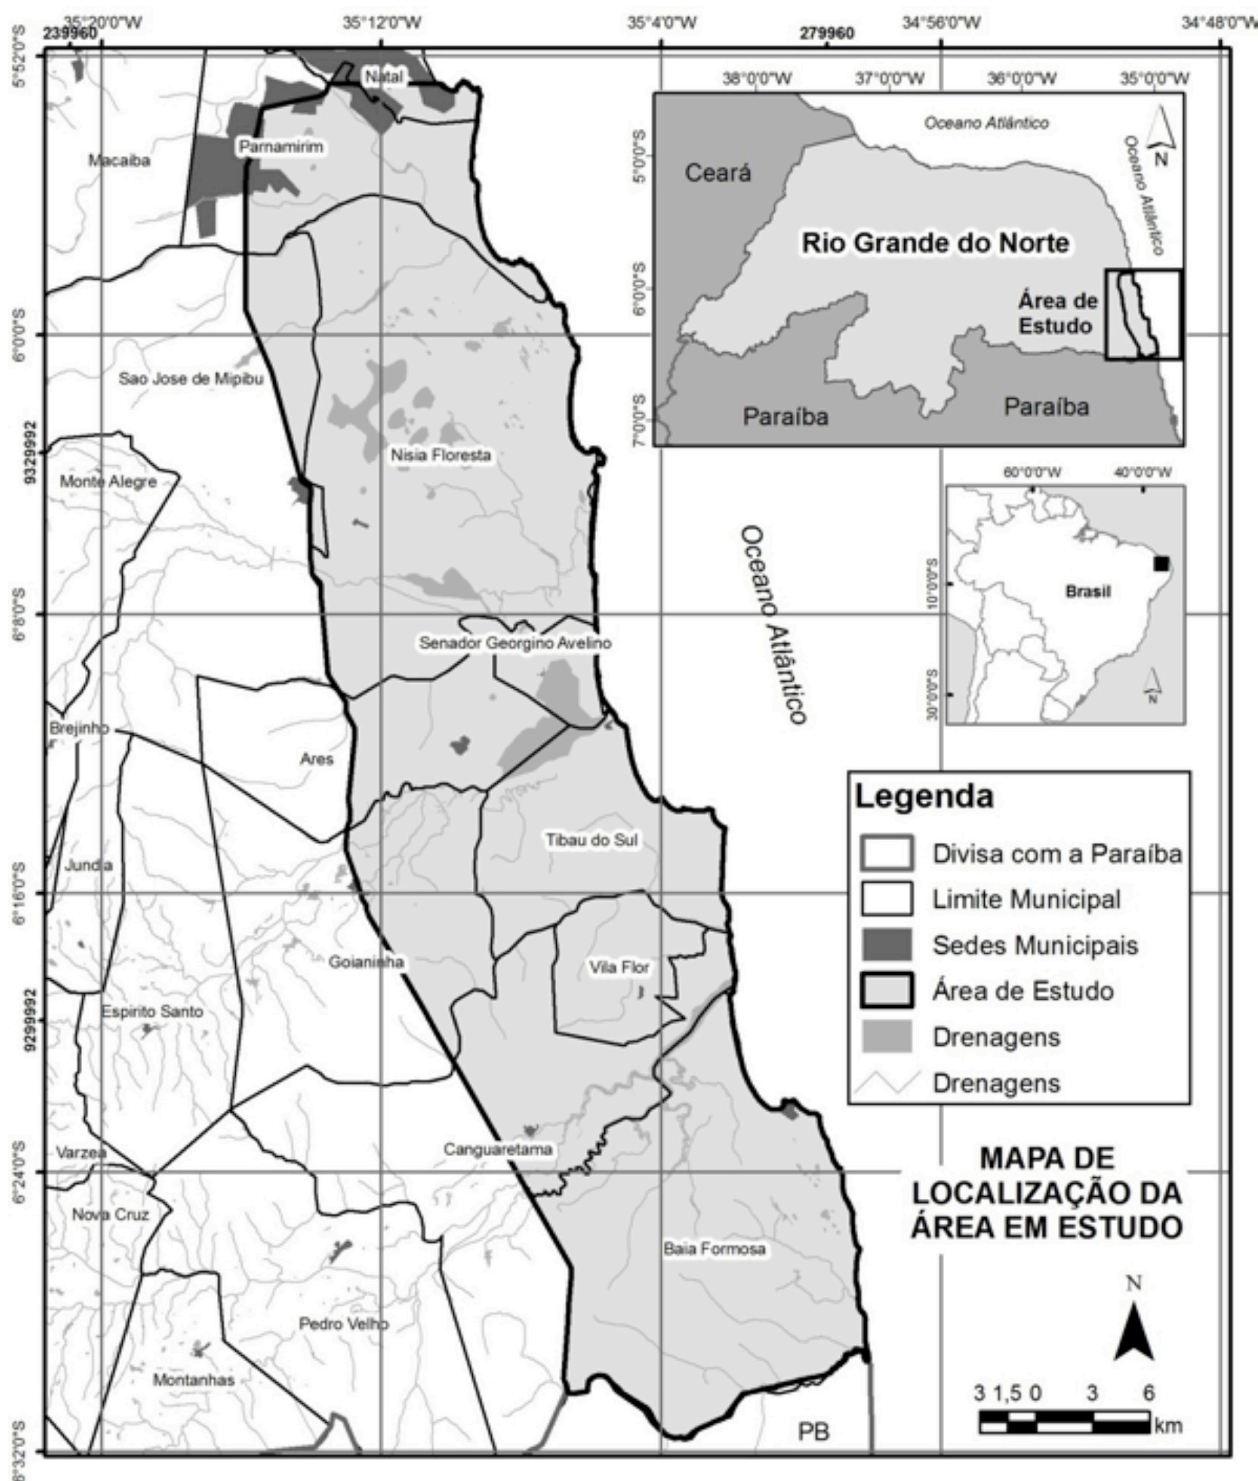 35°20'0"W 35°12'0"W 35°4'0"W 34°56'0"W 34°48'0"W
239960 279960
5°52'0"S
6°0'0"S
9329992
6°8'0"S
6°16'0"S
9299992
6°24'0"S
6°32'0"S
Natal
Parnamirim
Macaiba
Sao Jose de Mipibu
Nisia Floresta
Monte Alegre
Senador Georgino Avelino
Brejinho
Ares
Tibau do Sul
Jundia
Goianinha
Vila Flor
Espirito Santo
Canguaretama
Varzea
Nova Cruz
Baia Formosa
Pedro Velho
Montanhas
PB
Oceano Atlântico
38°0'0"W 37°0'0"W 36°0'0"W 35°0'0"W
5°0'0"S
6°0'0"S
7°0'0"S
Oceano Atlântico
Oceano Atlântico
N
Ceará
Rio Grande do Norte
Área de
Estudo
Paraíba
Paraíba
60°0'0"W 40°0'0"W
10°0'0"S
30°0'0"S
Brasil
N
Legenda
Divisa com a Paraíba
Limite Municipal
Sedes Municipais
Área de Estudo
Drenagens
Drenagens
MAPA DE
LOCALIZAÇÃO DA
ÁREA EM ESTUDO
N
3 1,5 0 3 6
km